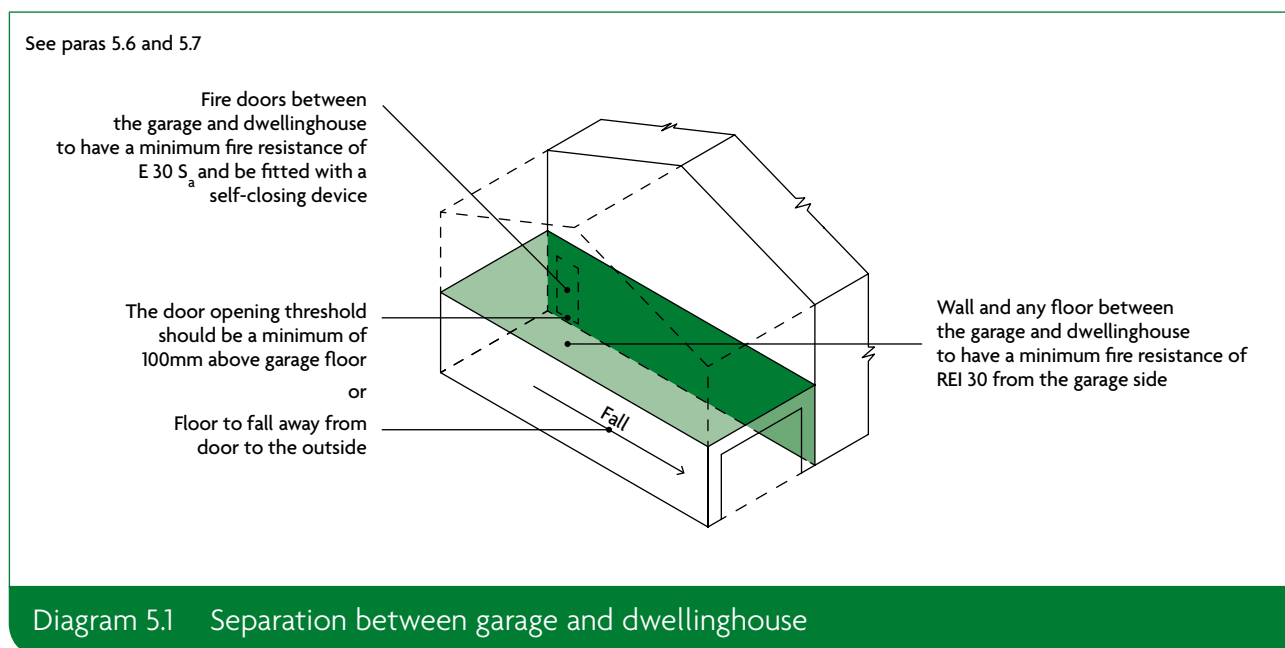 See paras 5.6 and 5.7
Fire doors between
the garage and dwellinghouse
to have a minimum fire resistance of
E 30 Sa and be fitted with a
self-closing device
The door opening threshold
should be a minimum of
100mm above garage floor
or
Floor to fall away from
door to the outside
Fall
Wall and any floor between
the garage and dwellinghouse
to have a minimum fire resistance of
REI 30 from the garage side
Diagram 5.1 Separation between garage and dwellinghouse